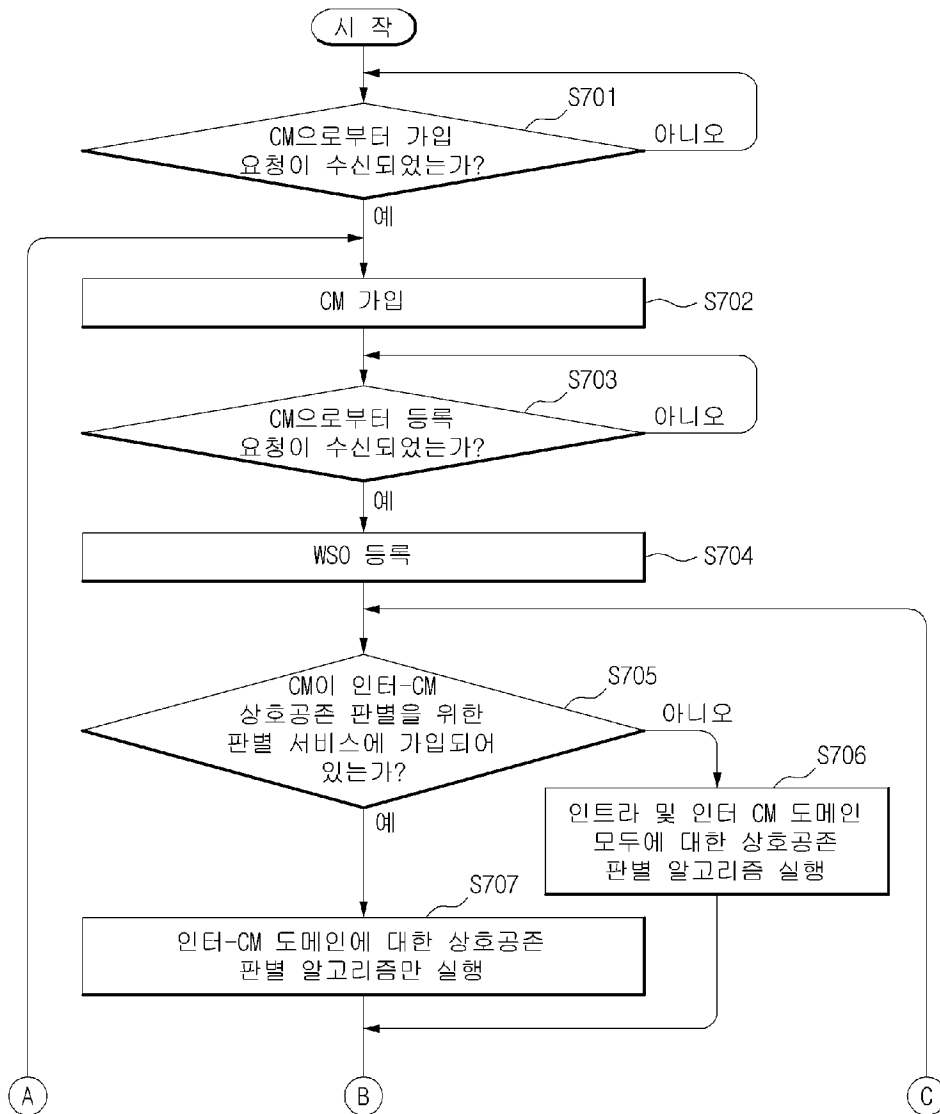 시 작
S701
CM으로부터 가입
요청이 수신되었는가?
아니오
예
CM 가입
S702
S703
CM으로부터 등록
요청이 수신되었는가?
아니오
예
WSO 등록
S704
CM이 인터-CM
상호공존 판별을 위한
판별 서비스에 가입되어
있는가?
S705
아니오
예
S706
인트라 및 인터 CM 도메인
모두에 대한 상호공존
판별 알고리즘 실행
S707
인터-CM 도메인에 대한 상호공존
판별 알고리즘만 실행
A
B
C